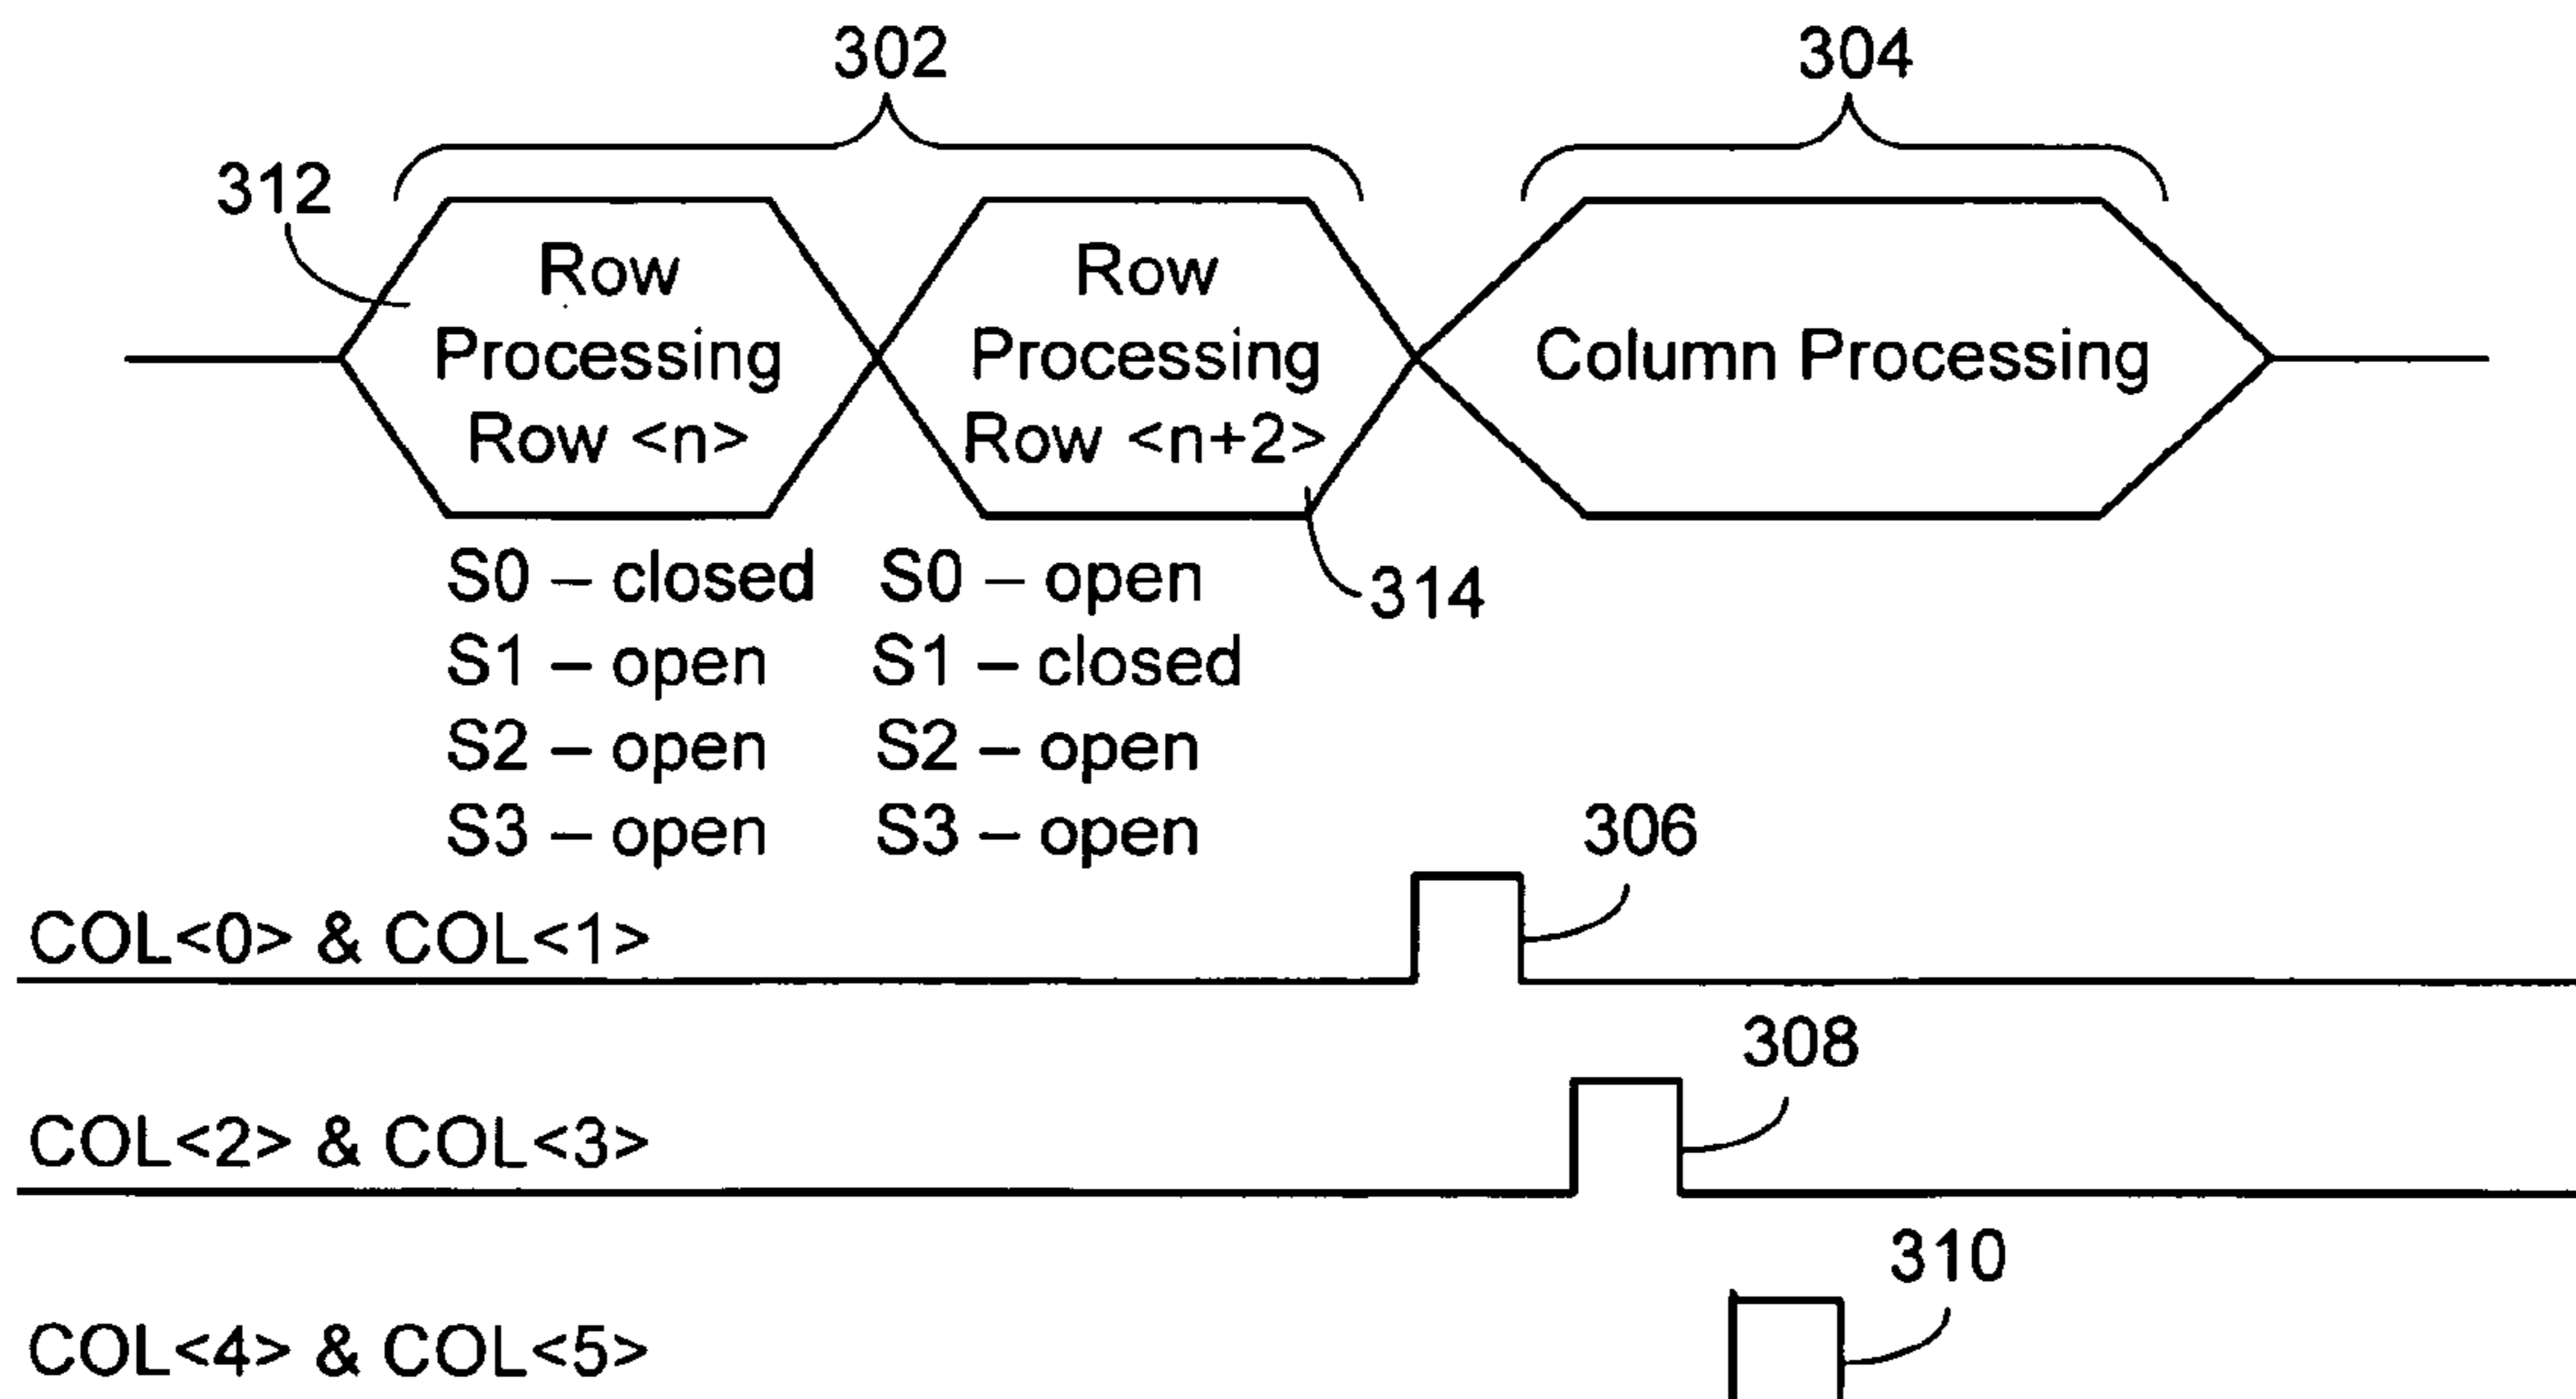 302
304
312
Row
Processing
Row <n>
Row
Processing
Row <n+2>
Column Processing
314
S0 – closed
S1 – open
S2 – open
S3 – open
S0 – open
S1 – closed
S2 – open
S3 – open
306
COL<0> & COL<1>
308
COL<2> & COL<3>
310
COL<4> & COL<5>